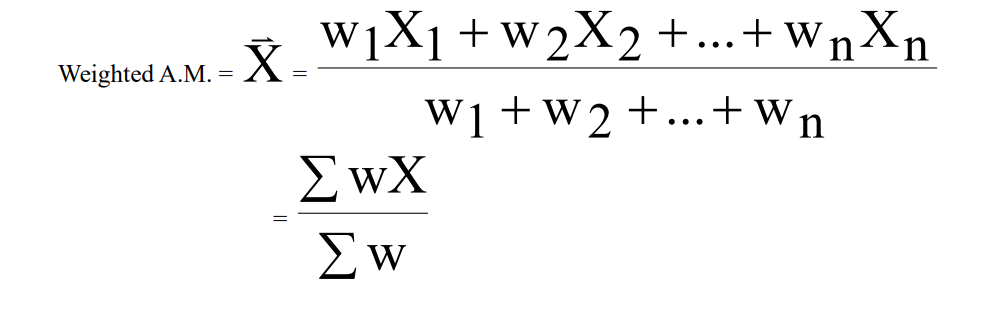 Weighted A.M. = X⃗ = (w₁X₁ + w₂X₂ + ... + wₙXₙ) / (w₁ + w₂ + ... + wₙ)
= ∑ wX / ∑ w